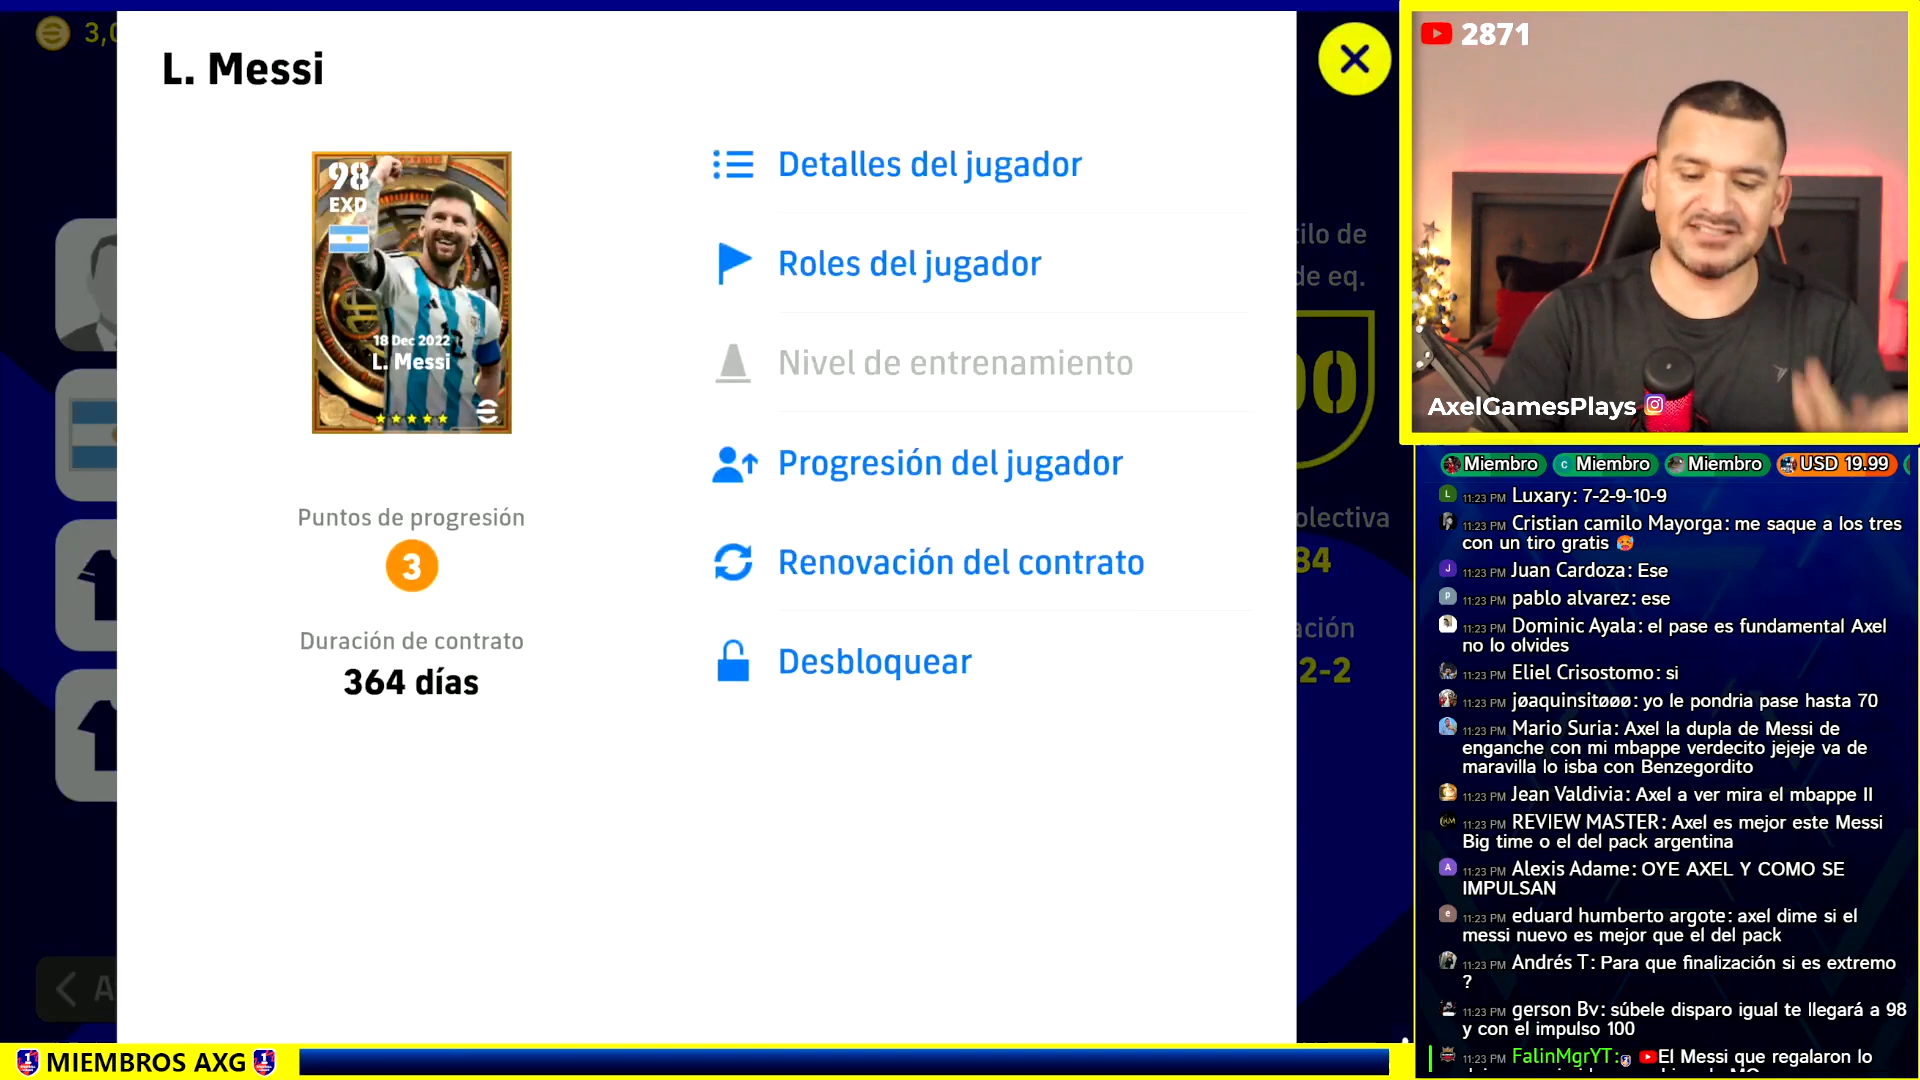 3,0
L. Messi
98
EXD
18 Dec 2022
L. Messi
Puntos de progresión
3
Duración de contrato
364 días
Detalles del jugador
Roles del jugador
Nivel de entrenamiento
Progresión del jugador
Renovación del contrato
Desbloquear
tilo de
de eq.
00
olectiva
84
ación
2-2
A
MIEMBROS AXG
2871
AxelGamesPlays
Miembro
Miembro
Miembro
USD 19.99
11:23 PM Luxary: 7-2-9-10-9
11:23 PM Cristian camilo Mayorga: me saque a los tres
con un tiro gratis 🥵
11:23 PM Juan Cardoza: Ese
11:23 PM pablo alvarez: ese
11:23 PM Dominic Ayala: el pase es fundamental Axel
no lo olvides
11:23 PM Eliel Crisostomo: si
11:23 PM jøaquinsitøøø: yo le pondria pase hasta 70
11:23 PM Mario Suria: Axel la dupla de Messi de
enganche con mi mbappe verdecito jejeje va de
maravilla lo isba con Benzegordito
11:23 PM Jean Valdivia: Axel a ver mira el mbappe II
11:23 PM REVIEW MASTER: Axel es mejor este Messi
Big time o el del pack argentina
11:23 PM Alexis Adame: OYE AXEL Y COMO SE
IMPULSAN
11:23 PM eduard humberto argote: axel dime si el
messi nuevo es mejor que el del pack
11:23 PM Andrés T: Para que finalización si es extremo
?
11:23 PM gerson Bv: súbele disparo igual te llegará a 98
y con el impulso 100
11:23 PM FalinMgrYT: El Messi que regalaron lo